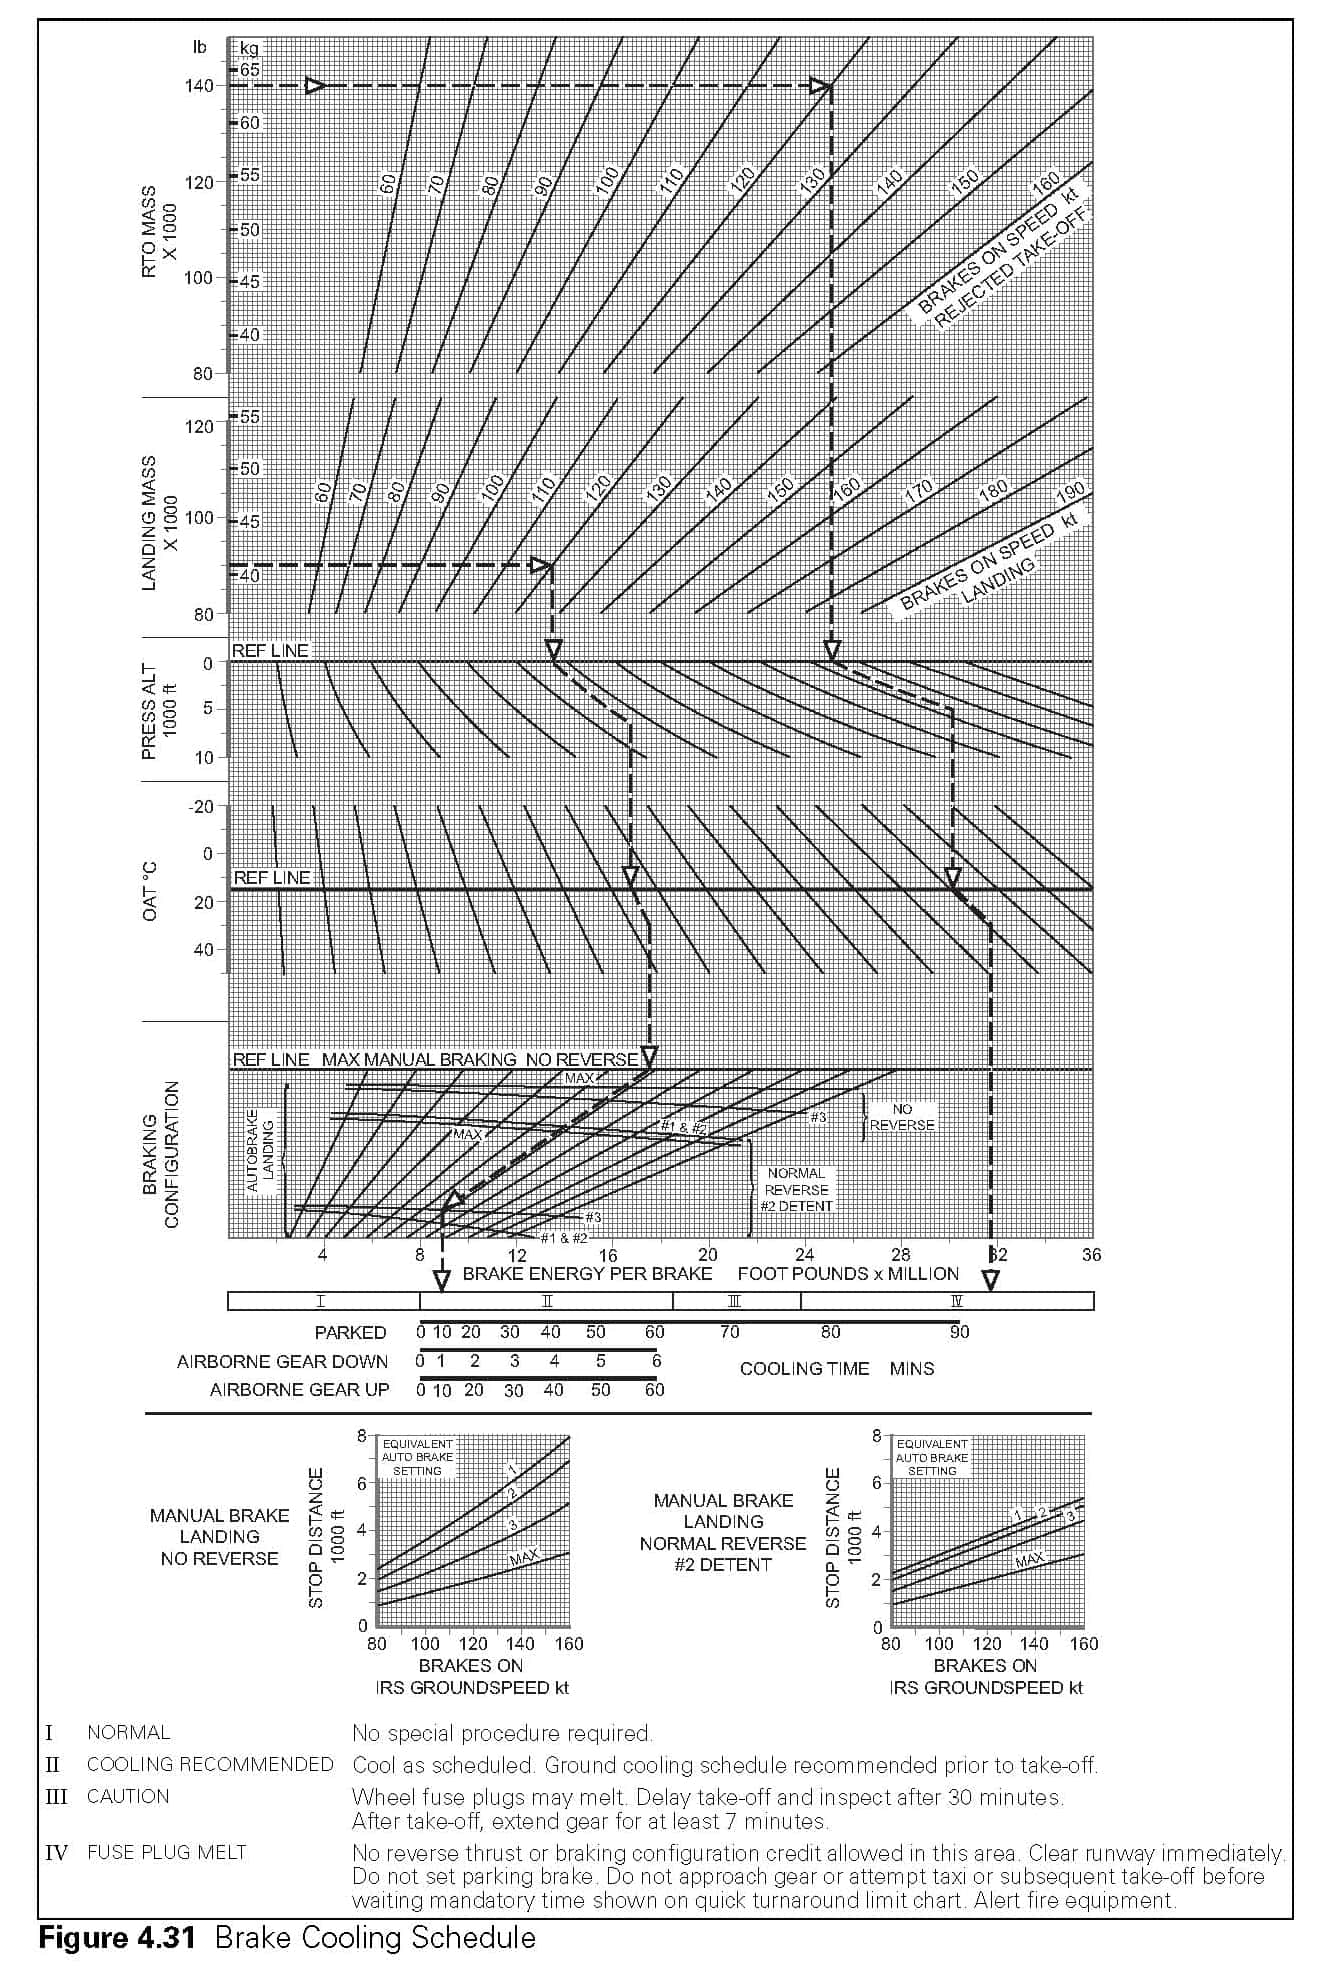 lb kg
65
140
60
120 55
50
100 45
40
80
RTO MASS
X 1000
60 70 80 90 100 110 120 130 140 150 160
BRAKES ON SPEED kt
REJECTED TAKE-OFF
55
120
50
100 45
40
80
LANDING MASS
X 1000
60 70 80 90 100 110 120 130 140 150 160 170 180 190
BRAKES ON SPEED kt
LANDING
REF LINE
0
5
10
PRESS ALT
1000 ft
-20
0
REF LINE
20
40
OAT °C
REF LINE MAX MANUAL BRAKING NO REVERSE
BRAKING
CONFIGURATION
AUTOBRAKE
LANDING
MAX
#3
#1 & #2
NO
REVERSE
MAX
NORMAL
REVERSE
#2 DETENT
#3
#1 & #2
4 8 12 16 20 24 28 32 36
BRAKE ENERGY PER BRAKE FOOT POUNDS x MILLION
I II III IV
PARKED 0 10 20 30 40 50 60 70 80 90
AIRBORNE GEAR DOWN 0 1 2 3 4 5 6
COOLING TIME MINS
AIRBORNE GEAR UP 0 10 20 30 40 50 60
MANUAL BRAKE
LANDING
NO REVERSE
STOP DISTANCE
1000 ft
8
6
4
2
0
EQUIVALENT
AUTO BRAKE
SETTING
1
2
3
MAX
80 100 120 140 160
BRAKES ON
IRS GROUNDSPEED kt
MANUAL BRAKE
LANDING
NORMAL REVERSE
#2 DETENT
STOP DISTANCE
1000 ft
8
6
4
2
0
EQUIVALENT
AUTO BRAKE
SETTING
1 2 3
MAX
80 100 120 140 160
BRAKES ON
IRS GROUNDSPEED kt
I NORMAL No special procedure required.
II COOLING RECOMMENDED Cool as scheduled. Ground cooling schedule recommended prior to take-off.
III CAUTION Wheel fuse plugs may melt. Delay take-off and inspect after 30 minutes.
After take-off, extend gear for at least 7 minutes.
IV FUSE PLUG MELT No reverse thrust or braking configuration credit allowed in this area. Clear runway immediately.
Do not set parking brake. Do not approach gear or attempt taxi or subsequent take-off before
waiting mandatory time shown on quick turnaround limit chart. Alert fire equipment.
Figure 4.31 Brake Cooling Schedule